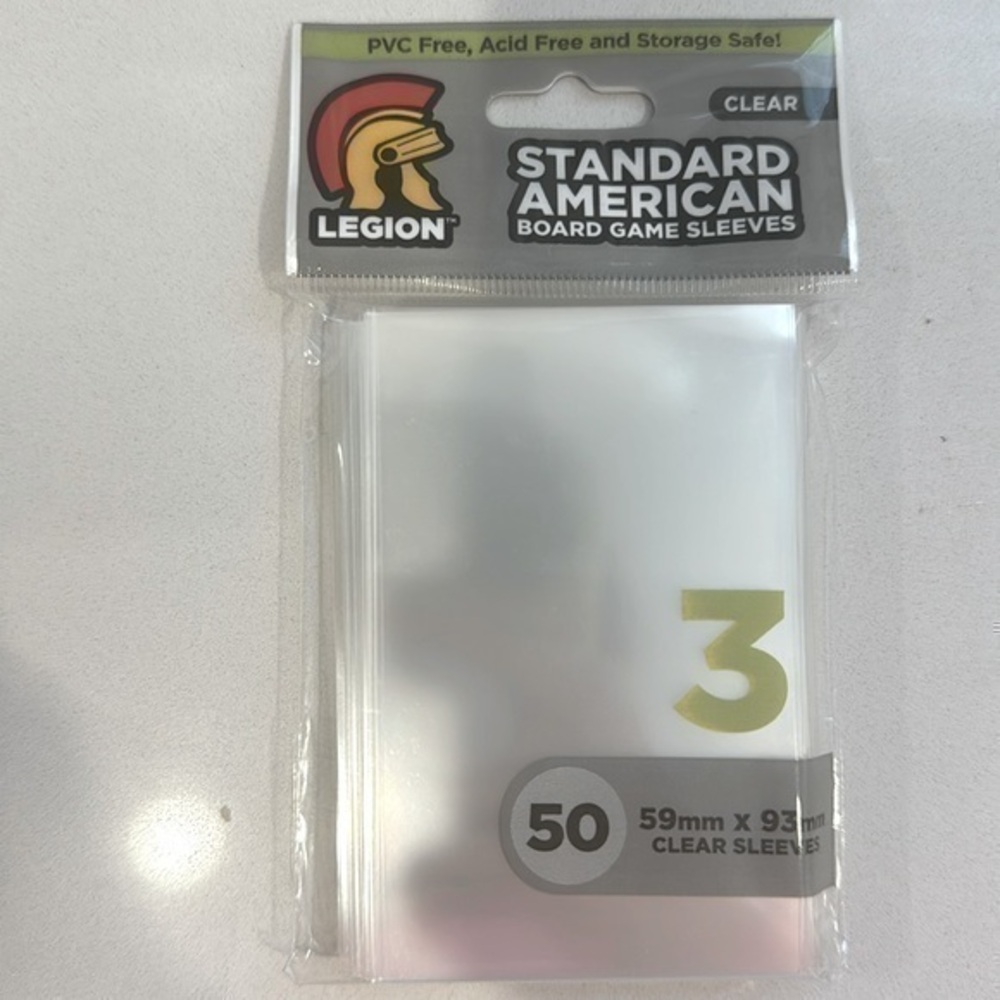 PVC Free, Acid Free and Storage Safe!
CLEAR
LEGION™
STANDARD
AMERICAN
BOARD GAME SLEEVES
3
50
59mm x 93mm
CLEAR SLEEVES